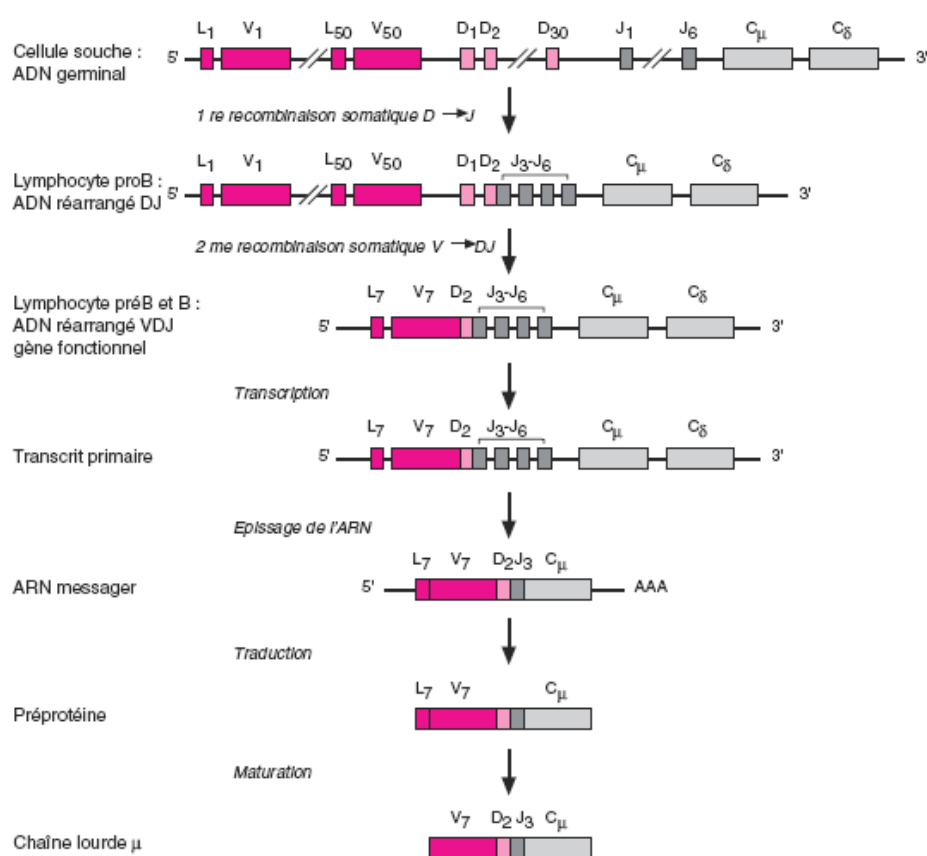 L1 V1 L50 V50 D1 D2 D30 J1 J6 Cμ Cδ
Cellule souche :
ADN germinal
5' 3'
1 re recombinaison somatique D → J
L1 V1 L50 V50 D1 D2 J3-J6 Cμ Cδ
Lymphocyte proB :
ADN réarrangé DJ
5' 3'
2 me recombinaison somatique V → DJ
Lymphocyte préB et B :
ADN réarrangé VDJ
gène fonctionnel
L7 V7 D2 J3-J6 Cμ Cδ
5' 3'
Transcription
L7 V7 D2 J3-J6 Cμ Cδ
Transcrit primaire
5' 3'
Epissage de l'ARN
L7 V7 D2 J3 Cμ
ARN messager
5' AAA
Traduction
L7 V7 Cμ
Préprotéine
Maturation
V7 D2 J3 Cμ
Chaîne lourde μ